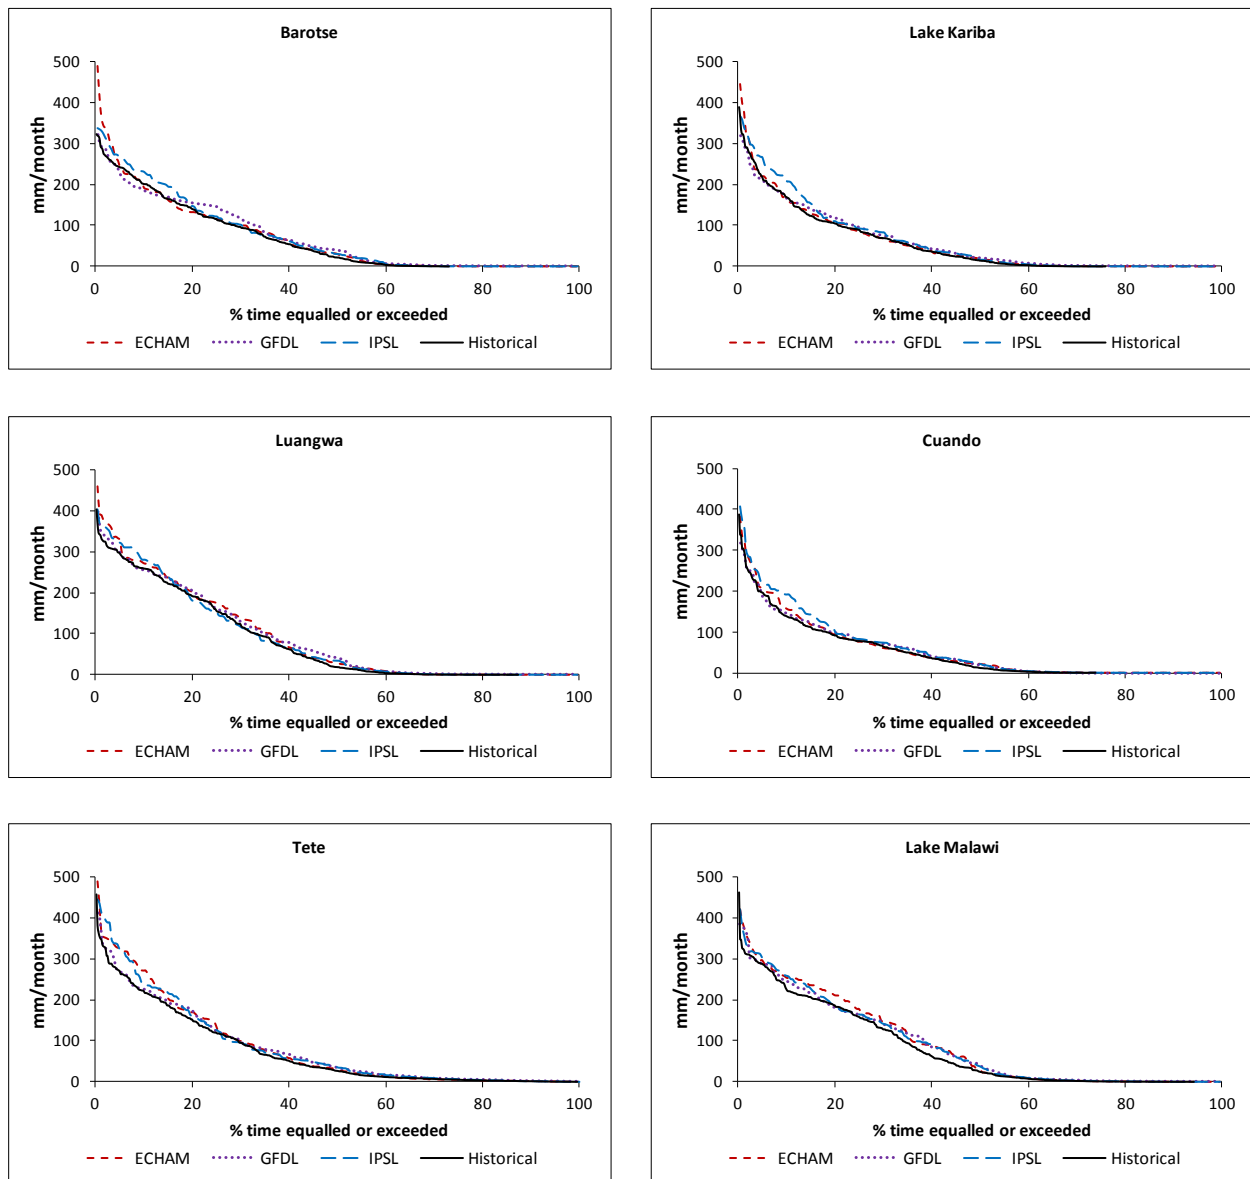 Barotse
500
400
300
200
100
0
mm/month
0 20 40 60 80 100
% time equalled or exceeded
ECHAM GFDL IPSL Historical
Lake Kariba
500
400
300
200
100
0
mm/month
0 20 40 60 80 100
% time equalled or exceeded
ECHAM GFDL IPSL Historical
Luangwa
500
400
300
200
100
0
mm/month
0 20 40 60 80 100
% time equalled or exceeded
ECHAM GFDL IPSL Historical
Cuando
500
400
300
200
100
0
mm/month
0 20 40 60 80 100
% time equalled or exceeded
ECHAM GFDL IPSL Historical
Tete
500
400
300
200
100
0
mm/month
0 20 40 60 80 100
% time equalled or exceeded
ECHAM GFDL IPSL Historical
Lake Malawi
500
400
300
200
100
0
mm/month
0 20 40 60 80 100
% time equalled or exceeded
ECHAM GFDL IPSL Historical